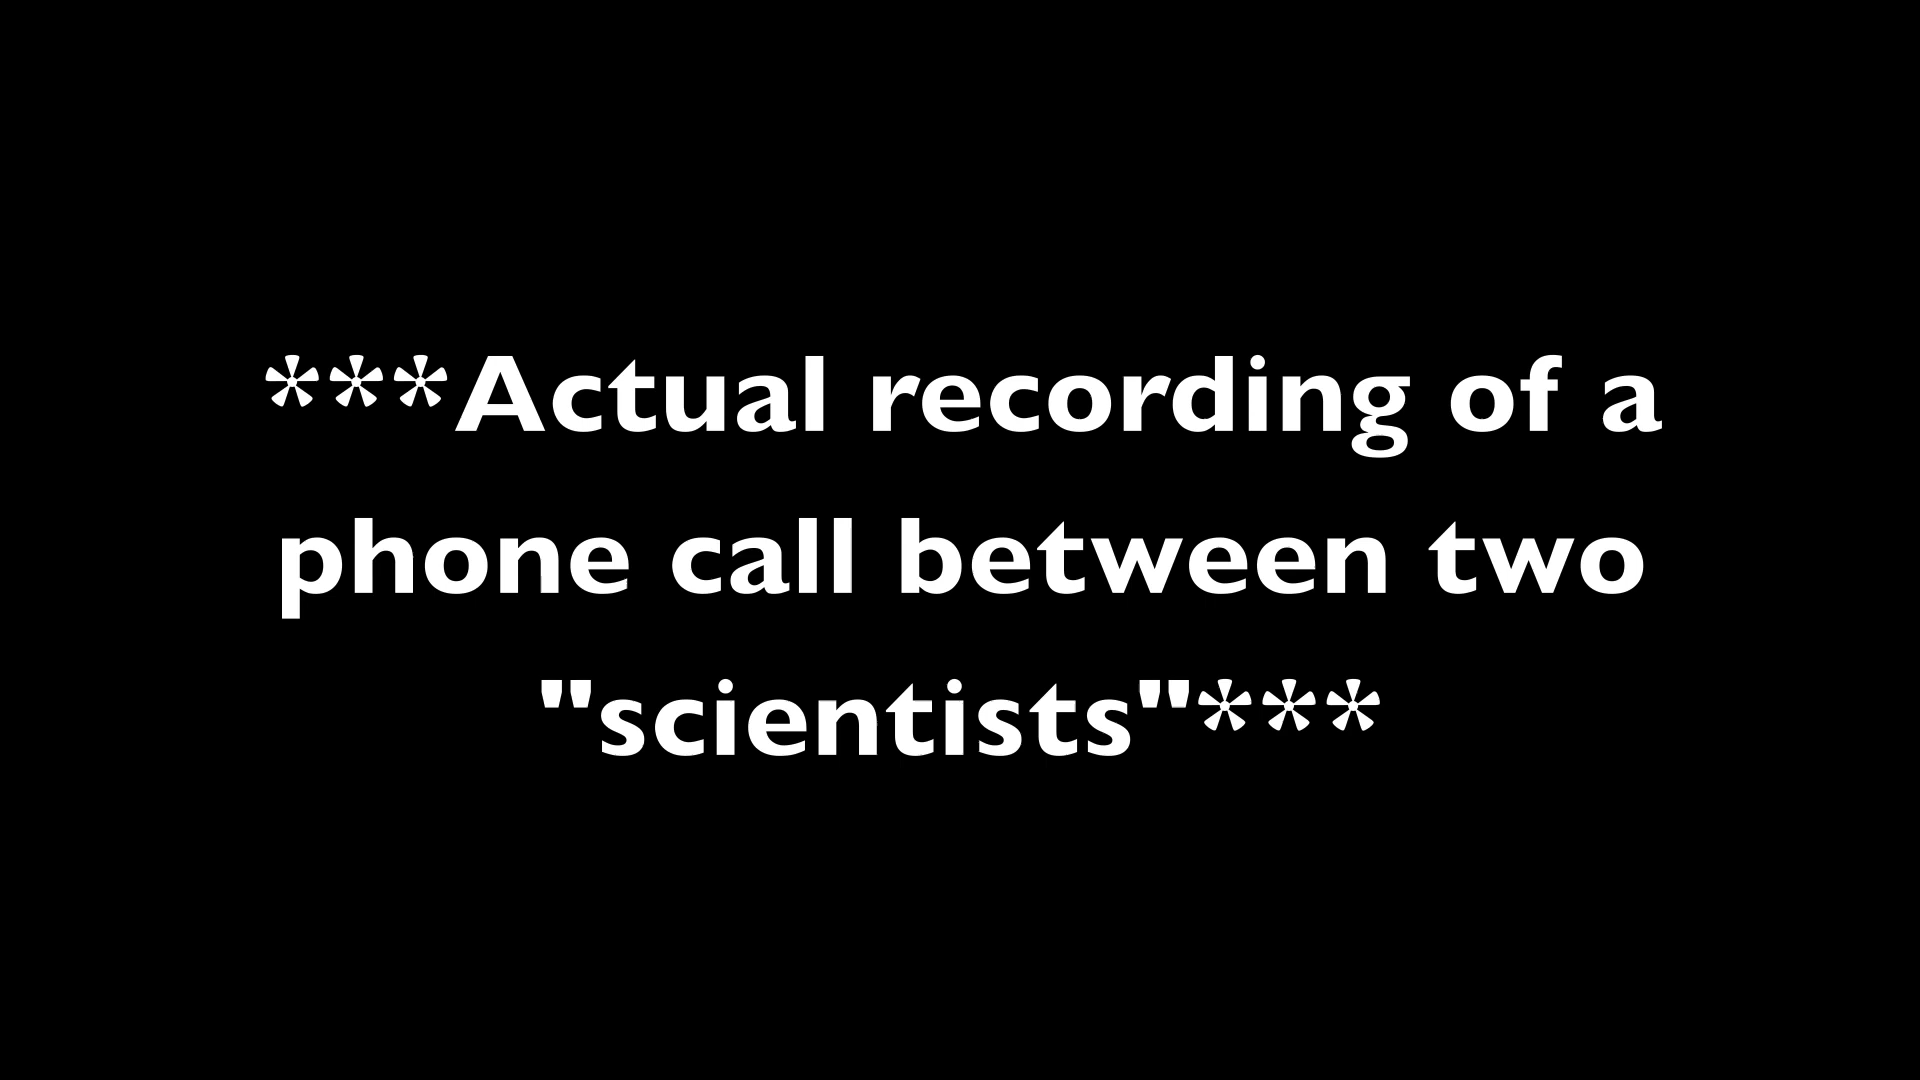 ***Actual recording of a
phone call between two
"scientists"***